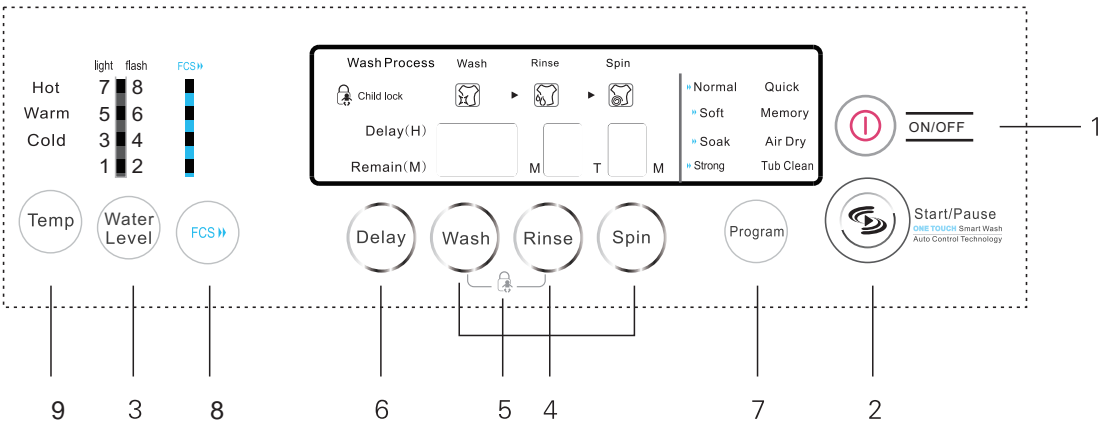 light flash FCS
Hot 7 8
Warm 5 6
Cold 3 4
1 2
Wash Process Wash Rinse Spin
Child lock
Delay(H)
Remain(M) M T M
Normal Quick
Soft Memory
Soak Air Dry
Strong Tub Clean
ON/OFF
1
Temp
Water
Level
FCS
Delay
Wash
Rinse
Spin
Program
Start/Pause
ONE TOUCH Smart Wash
Auto Control Technology
9 3 8 6 5 4 7 2